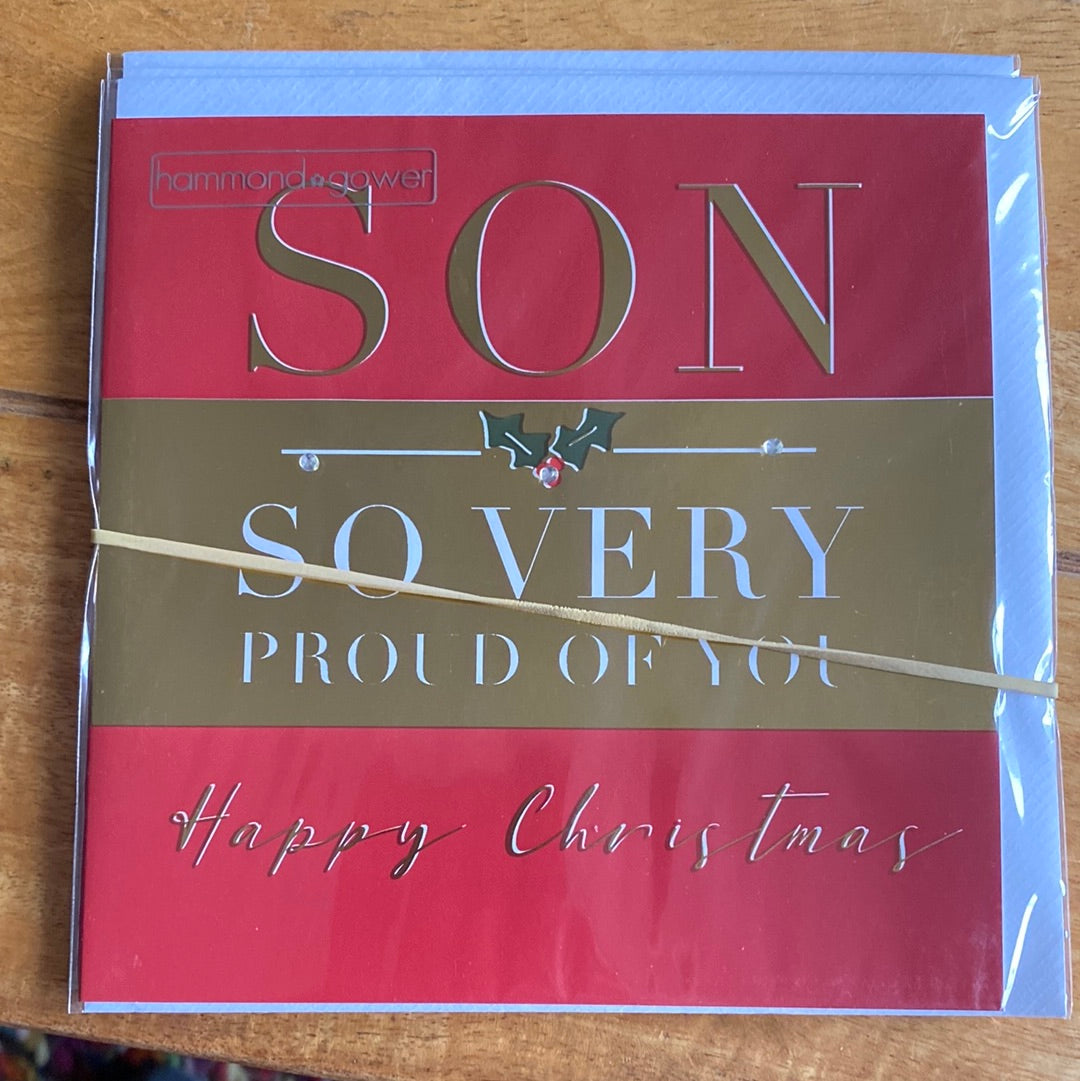 hammond gower
SON
SO VERY
PROUD OF YOU
Happy Christmas